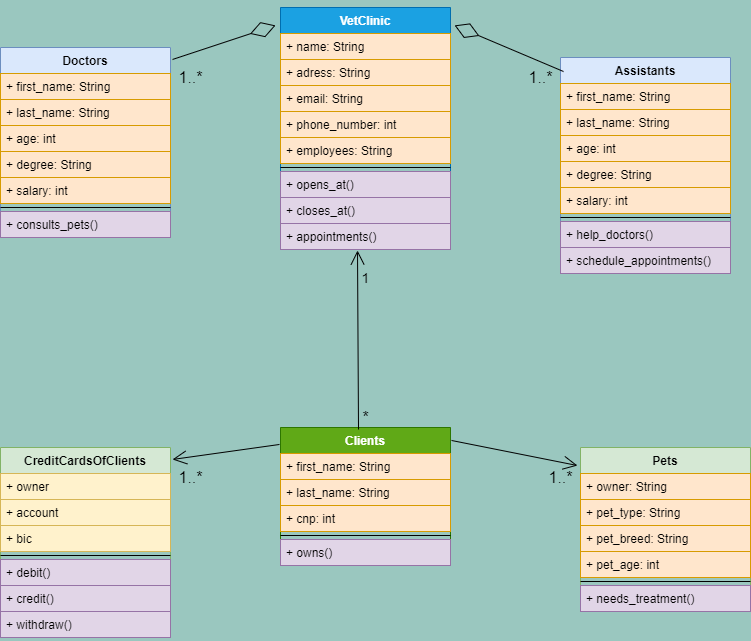 VetClinic
+ name: String
+ adress: String
+ email: String
+ phone_number: int
+ employees: String
+ opens_at()
+ closes_at()
+ appointments()
Doctors
+ first_name: String
+ last_name: String
+ age: int
+ degree: String
+ salary: int
+ consults_pets()
1..*
Assistants
+ first_name: String
+ last_name: String
+ age: int
+ degree: String
+ salary: int
+ help_doctors()
+ schedule_appointments()
1..*
1
*
Clients
+ first_name: String
+ last_name: String
+ cnp: int
+ owns()
CreditCardsOfClients
+ owner
+ account
+ bic
+ debit()
+ credit()
+ withdraw()
1..*
Pets
+ owner: String
+ pet_type: String
+ pet_breed: String
+ pet_age: int
+ needs_treatment()
1..*